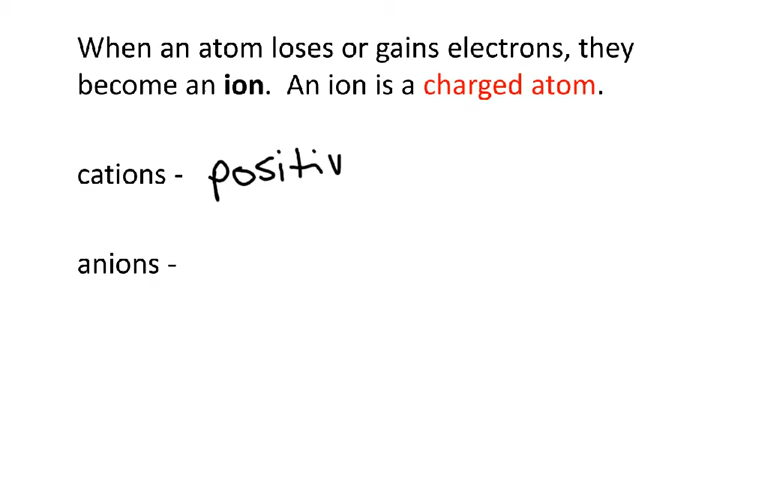 When an atom loses or gains electrons, they
become an ion. An ion is a charged atom.
cations - positiv
anions -